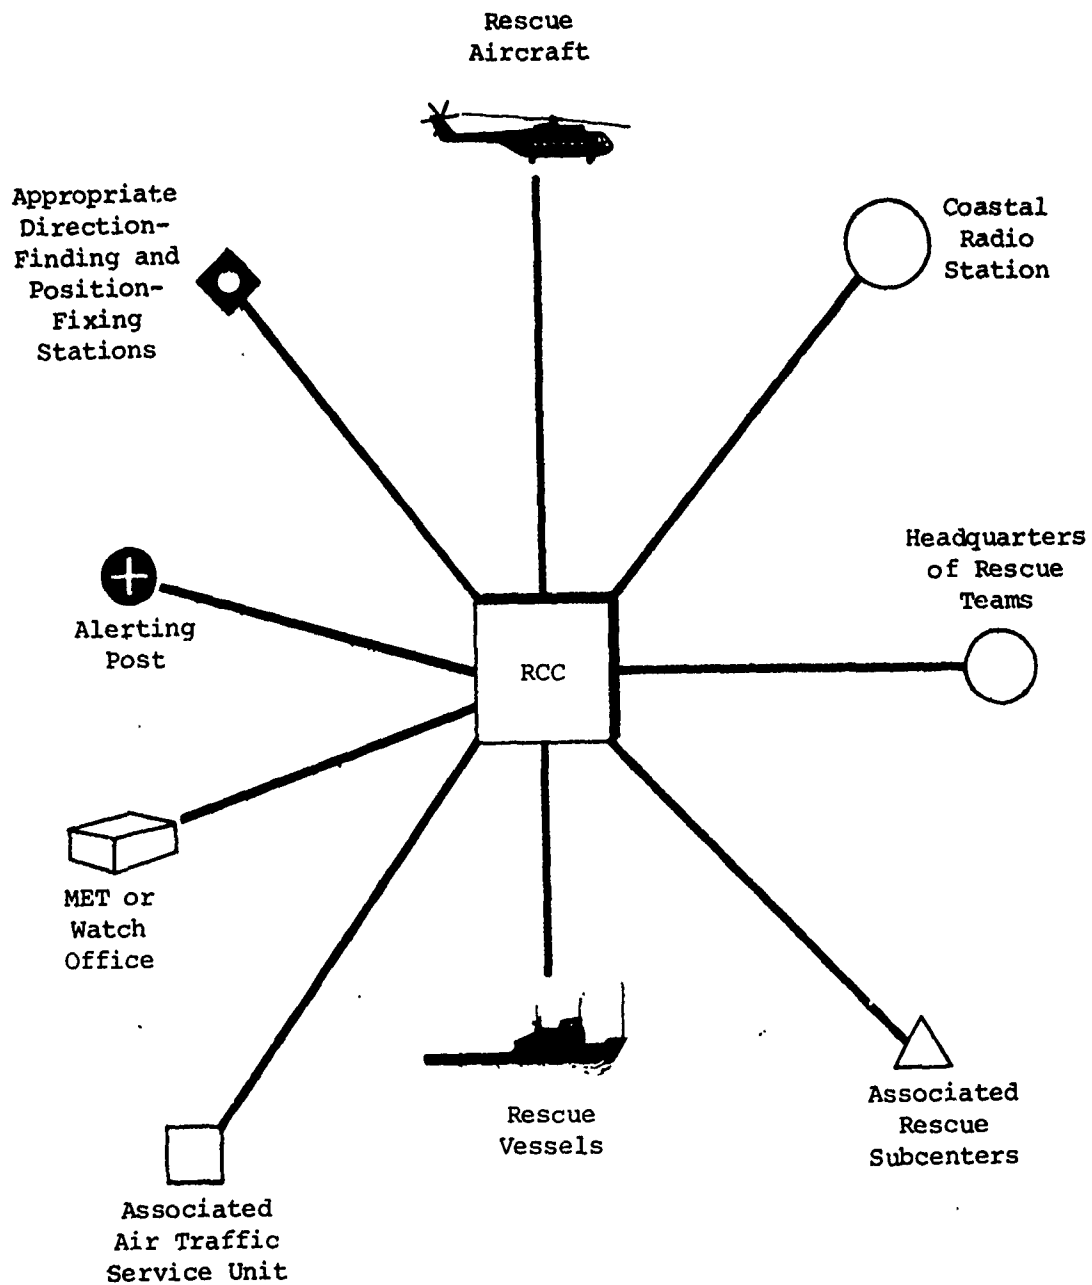 Rescue
Aircraft
Appropriate
Direction-
Finding and
Position-
Fixing
Stations
Coastal
Radio
Station
Headquarters
of Rescue
Teams
Alerting
Post
RCC
MET or
Watch
Office
Rescue
Vessels
Associated
Rescue
Subcenters
Associated
Air Traffic
Service Unit